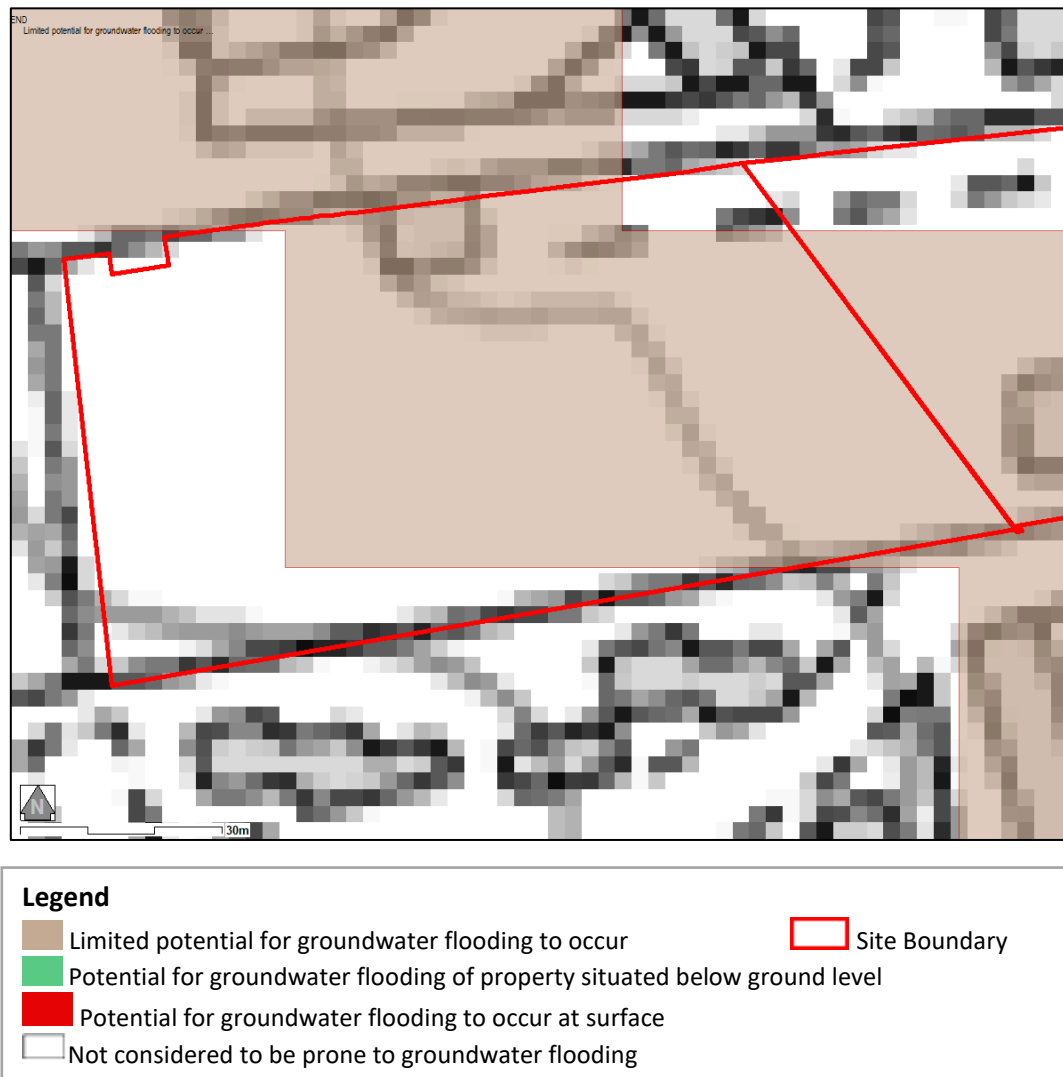 END
Limited potential for groundwater flooding to occur ...
N
30m
Legend
Limited potential for groundwater flooding to occur
Site Boundary
Potential for groundwater flooding of property situated below ground level
Potential for groundwater flooding to occur at surface
Not considered to be prone to groundwater flooding